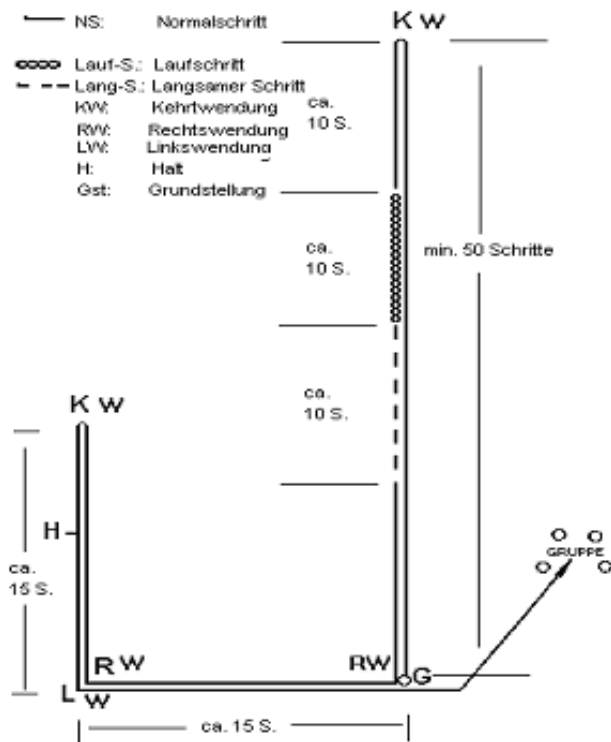 NS: Normalschritt
Lauf-S.: Laufschritt
Lang-S.: Langsamer Schritt
KW: Kehrtwendung
RW: Rechtswendung
LW: Linkswendung
H: Halt
Gst: Grundstellung
K W
ca.
10 S.
ca.
10 S.
min. 50 Schritte
ca.
10 S.
K W
H
ca.
15 S.
GRUPPE
R W
RW
G
L W
ca. 15 S.